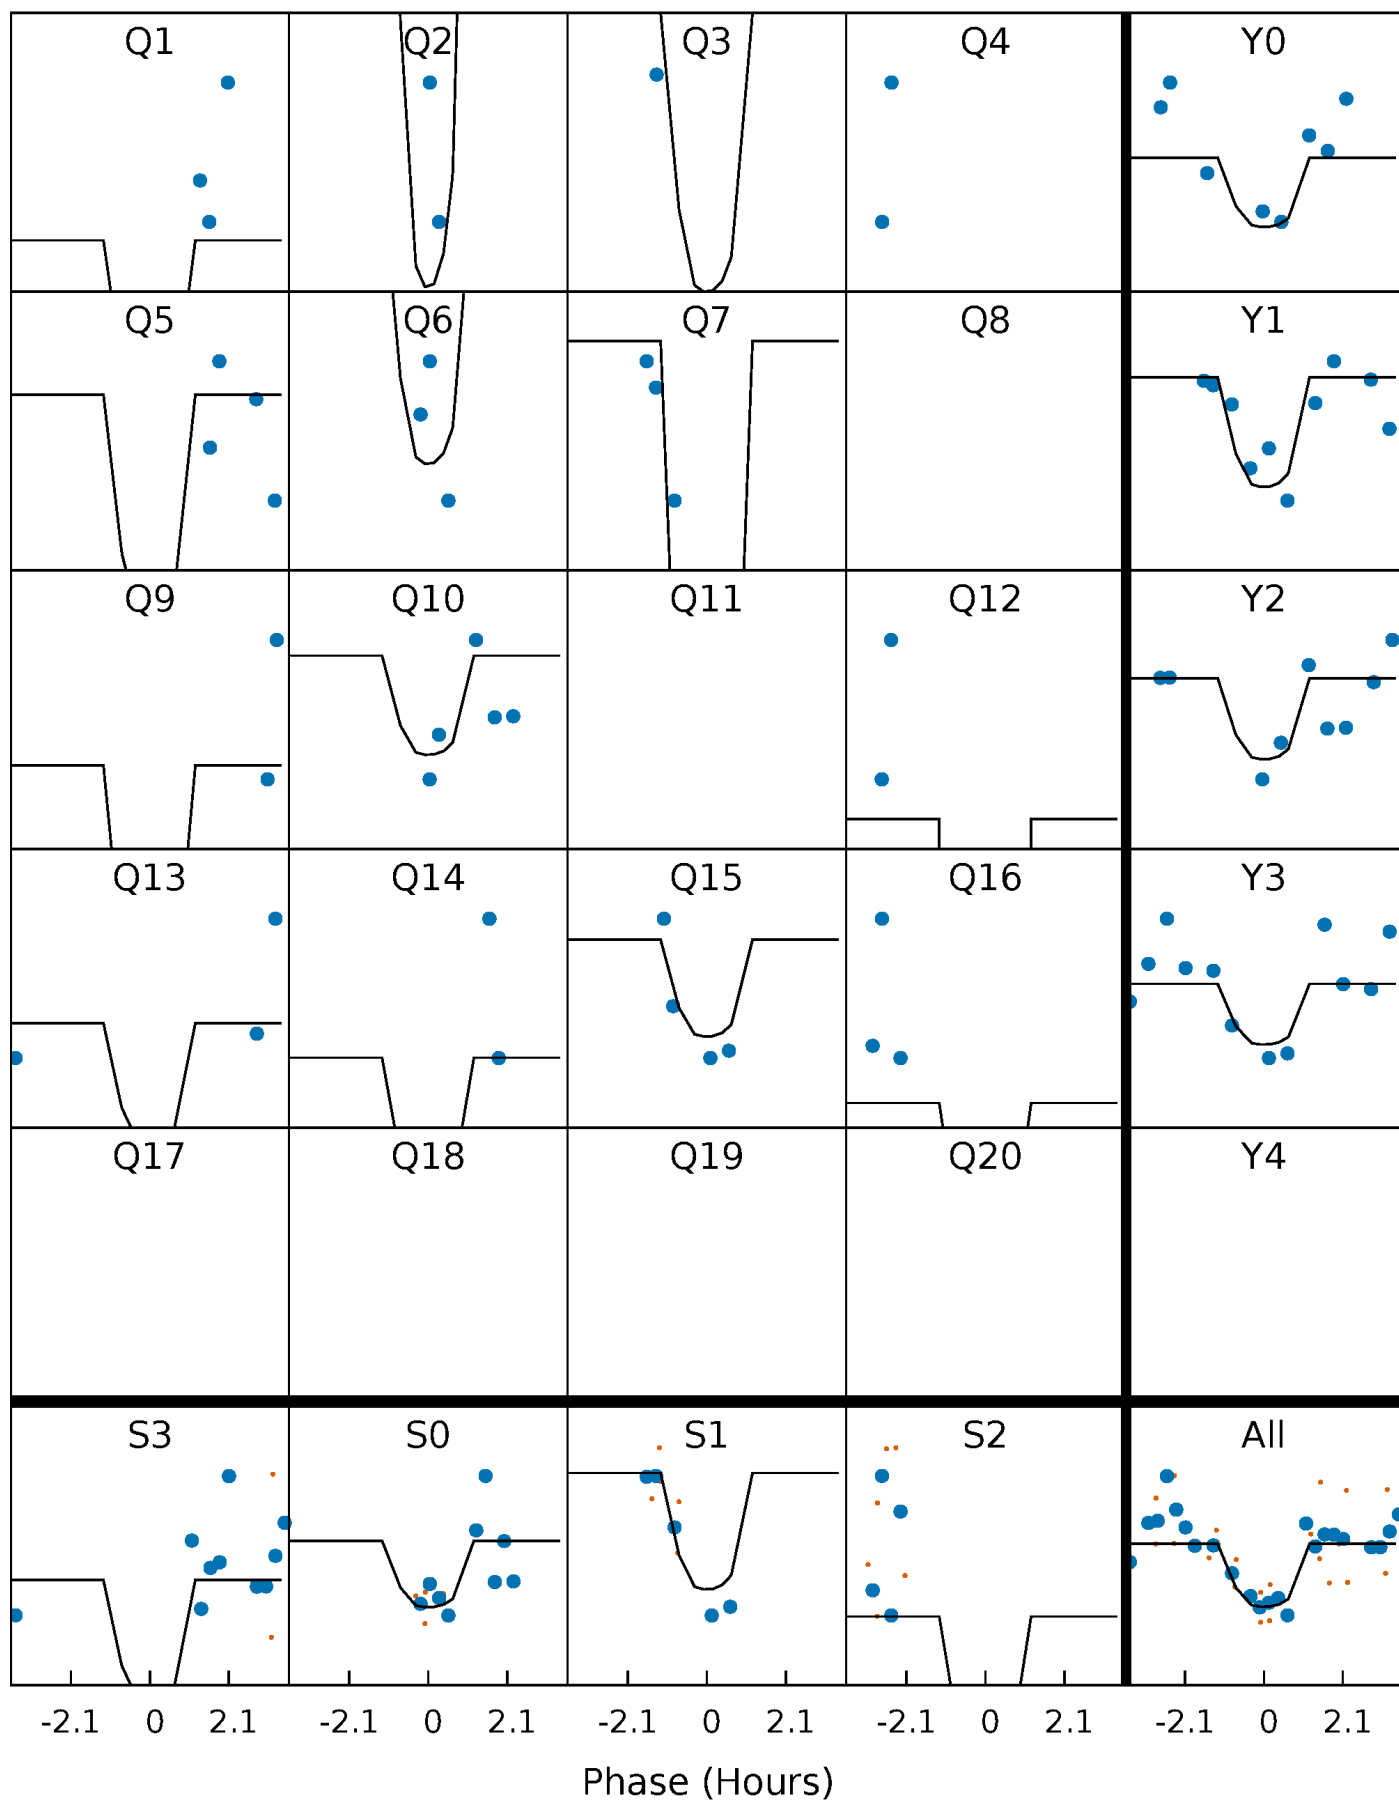 Q1 Q2 Q3 Q4 Y0
Q5 Q6 Q7 Q8 Y1
Q9 Q10 Q11 Q12 Y2
Q13 Q14 Q15 Q16 Y3
Q17 Q18 Q19 Q20 Y4
S3 S0 S1 S2 All
-2.1 0 2.1 -2.1 0 2.1 -2.1 0 2.1 -2.1 0 2.1 -2.1 0 2.1
Phase (Hours)